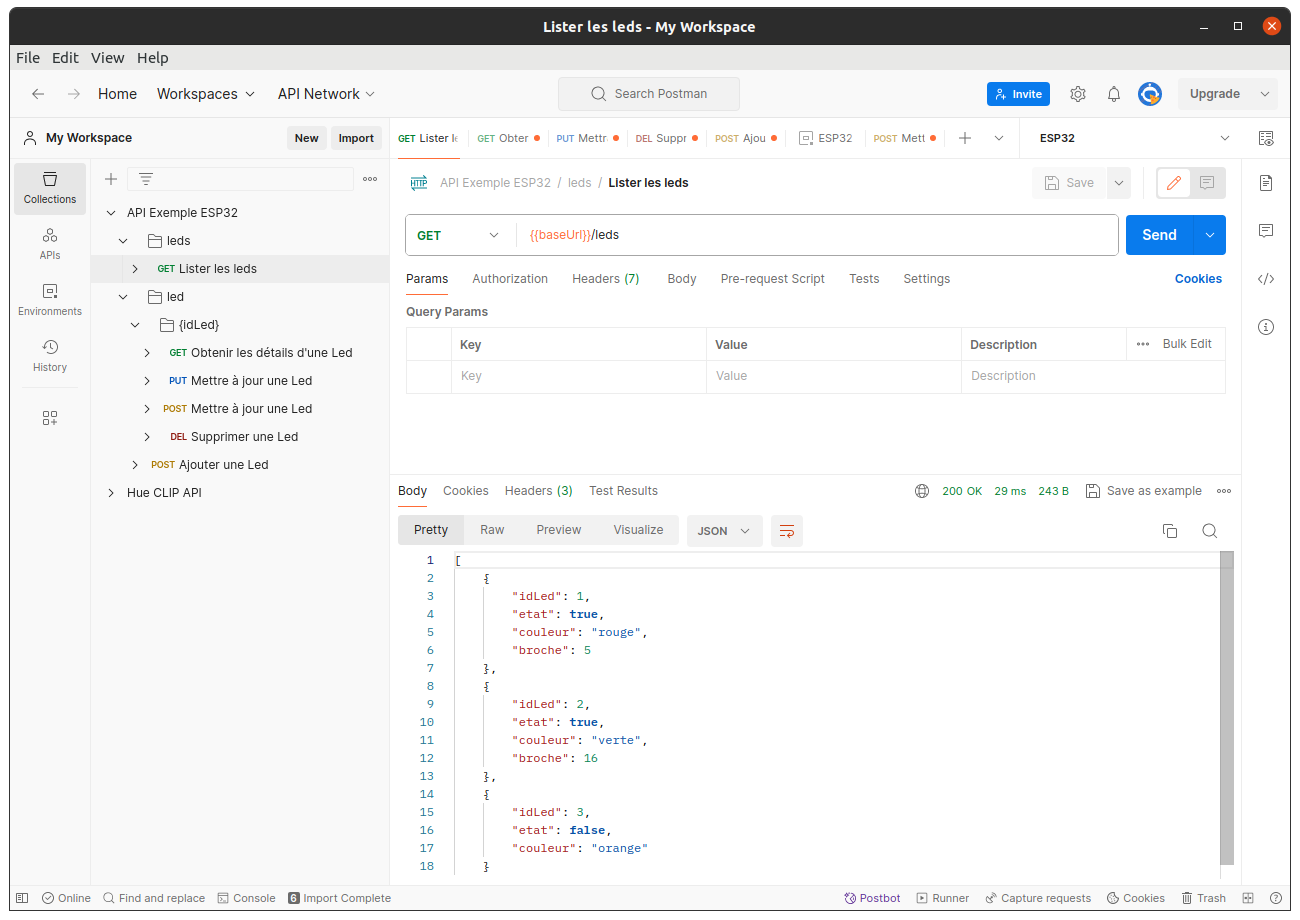 Lister les leds - My Workspace
File Edit View Help
Home Workspaces API Network Search Postman Invite Upgrade
My Workspace New Import GET Lister l GET Obter PUT Mettr DEL Suppr POST Ajou ESP32 POST Mett ESP32
Collections
APIs
Environments
History
API Exemple ESP32
leds
GET Lister les leds
led
{idLed}
GET Obtenir les détails d'une Led
PUT Mettre à jour une Led
POST Mettre à jour une Led
DEL Supprimer une Led
POST Ajouter une Led
Hue CLIP API
HTTP API Exemple ESP32 / leds / Lister les leds Save
GET {{baseUrl}}/leds Send
Params Authorization Headers (7) Body Pre-request Script Tests Settings Cookies
Query Params
Key Value Description Bulk Edit
Key Value Description
Body Cookies Headers (3) Test Results 200 OK 29 ms 243 B Save as example
Pretty Raw Preview Visualize JSON
1 [
2 {
3 "idLed": 1,
4 "etat": true,
5 "couleur": "rouge",
6 "broche": 5
7 },
8 {
9 "idLed": 2,
10 "etat": true,
11 "couleur": "verte",
12 "broche": 16
13 },
14 {
15 "idLed": 3,
16 "etat": false,
17 "couleur": "orange"
18 }
Online Find and replace Console 6 Import Complete Postbot Runner Capture requests Cookies Trash